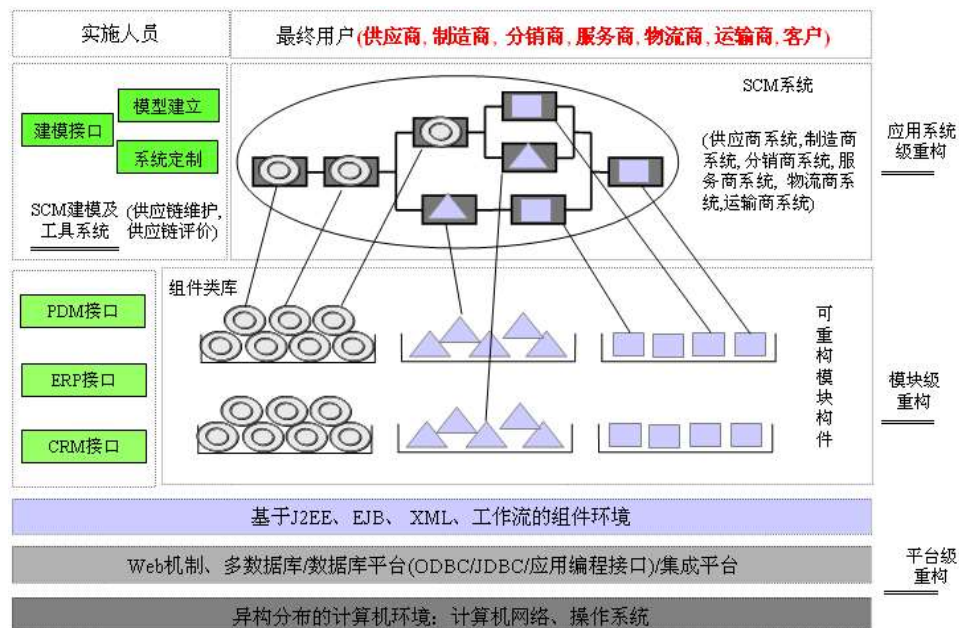 实施人员
最终用户(供应商, 制造商, 分销商, 服务商, 物流商, 运输商, 客户)
建模接口
模型建立
系统定制
SCM建模及
工具系统
(供应链维护,
供应链评价)
SCM系统
(供应商系统,制造商
系统,分销商系统,服
务商系统, 物流商系
统,运输商系统)
应用系统
级重构
PDM接口
ERP接口
CRM接口
组件类库
可
重
构
模
块
构
件
模块级
重构
基于J2EE、EJB、 XML、工作流的组件环境
Web机制、多数据库/数据库平台(ODBC/JDBC/应用编程接口)/集成平台
异构分布的计算机环境: 计算机网络、操作系统
平台级
重构